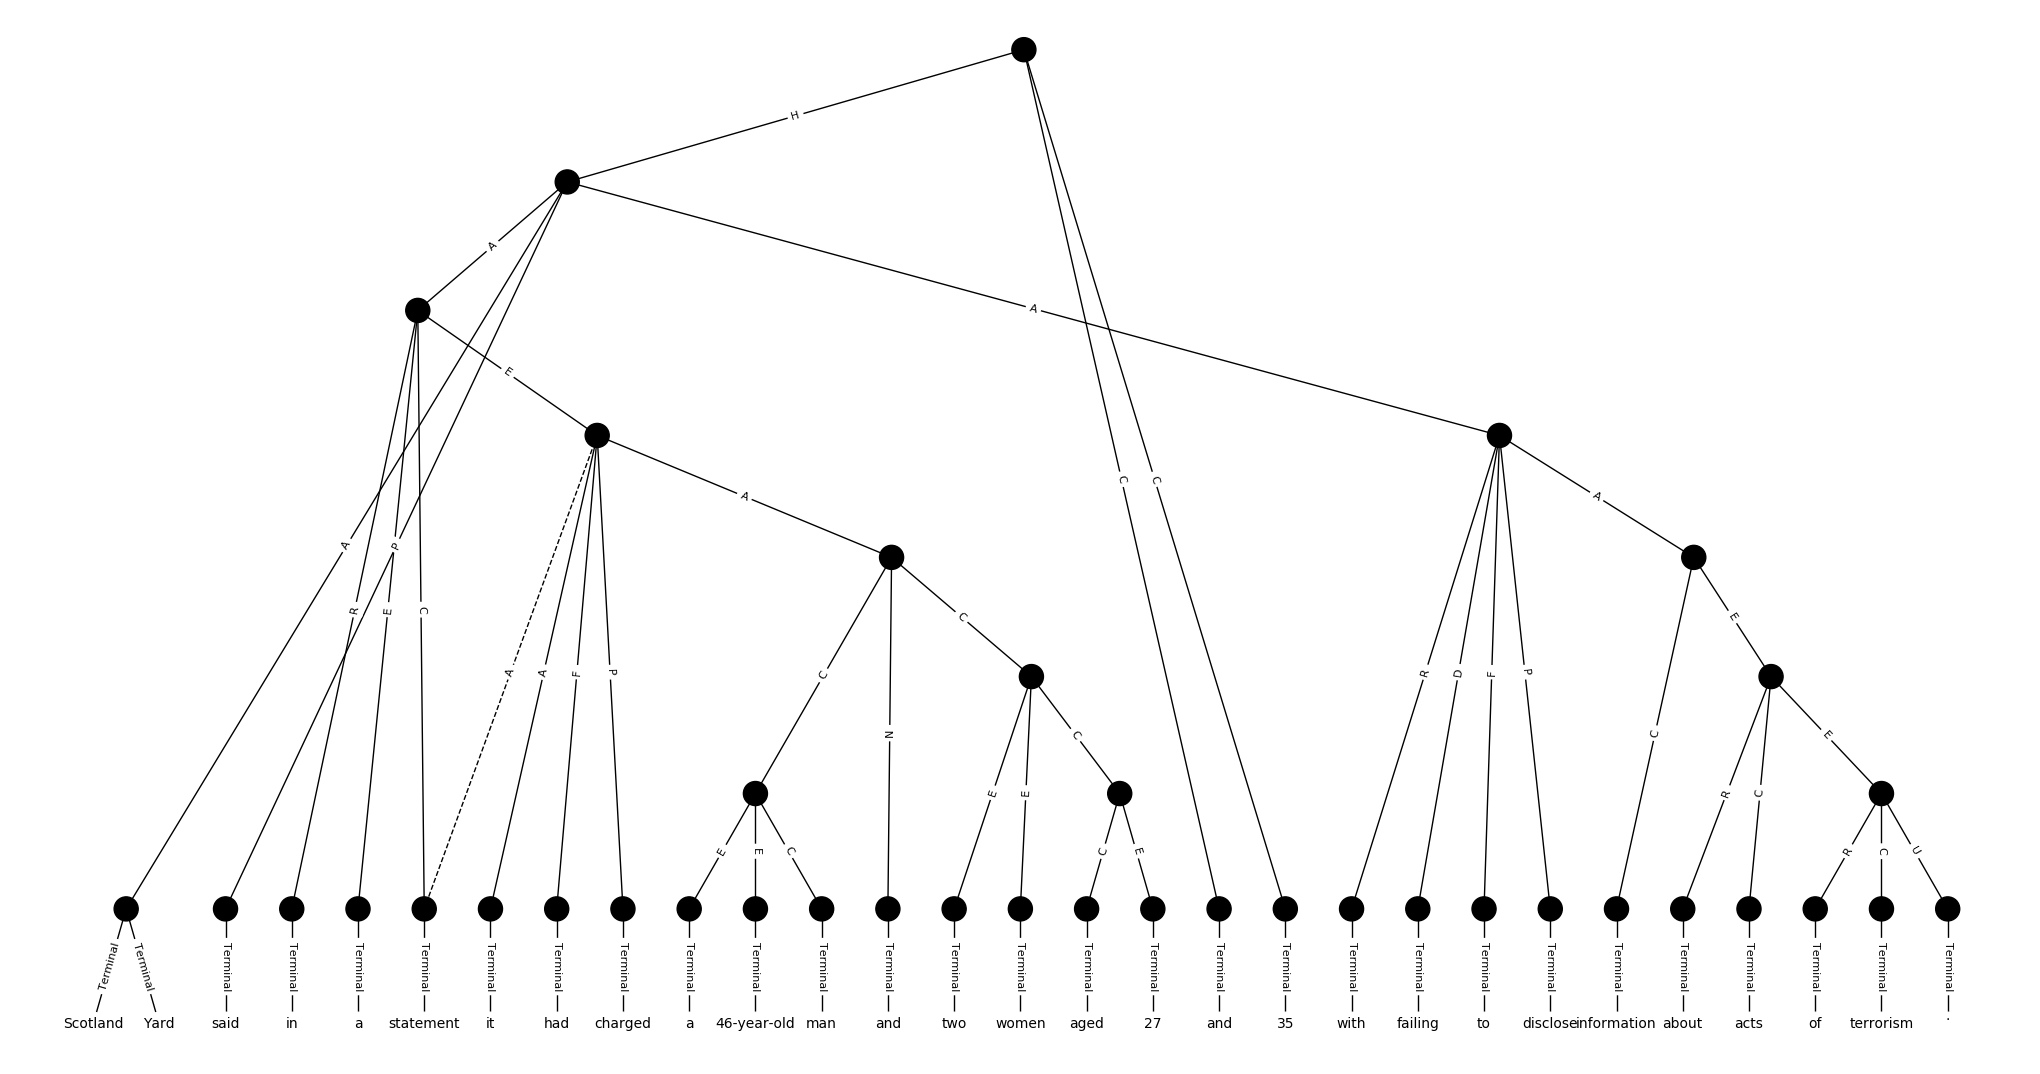 H
A
A
E
A
A
A
C
C
A
P
R
E
C
C
A
A
F
P
R
D
F
P
E
C
N
C
C
E
E
E
R
C
E
E
C
C
E
R
C
U
Terminal Terminal Terminal Terminal Terminal Terminal Terminal Terminal Terminal Terminal Terminal Terminal Terminal Terminal Terminal Terminal Terminal Terminal Terminal Terminal Terminal Terminal Terminal Terminal Terminal Terminal Terminal Terminal Terminal
Scotland Yard said in a statement it had charged a 46-year-old man and two women aged 27 and 35 with failing to disclose information about acts of terrorism .